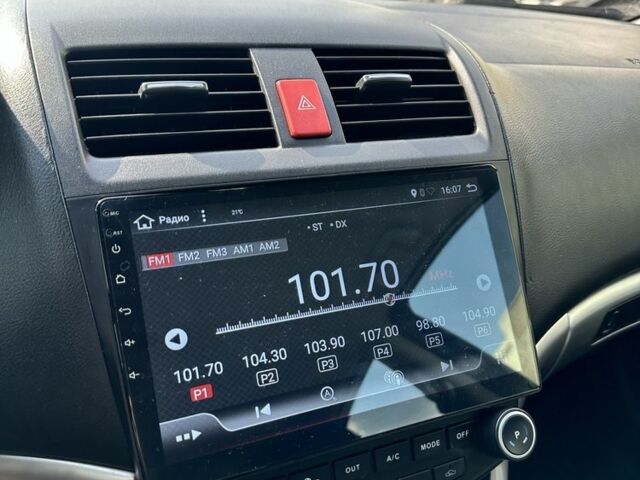 MIC
Радио 21℃ 0 16:07
RST
ST DX
FM1 FM2 FM3 AM1 AM2
101.70 MHz
101.70 104.30 103.90 107.00 98.80 104.90
P1 P2 P3 P4 P5 P6
A
OUT A/C MODE OFF P